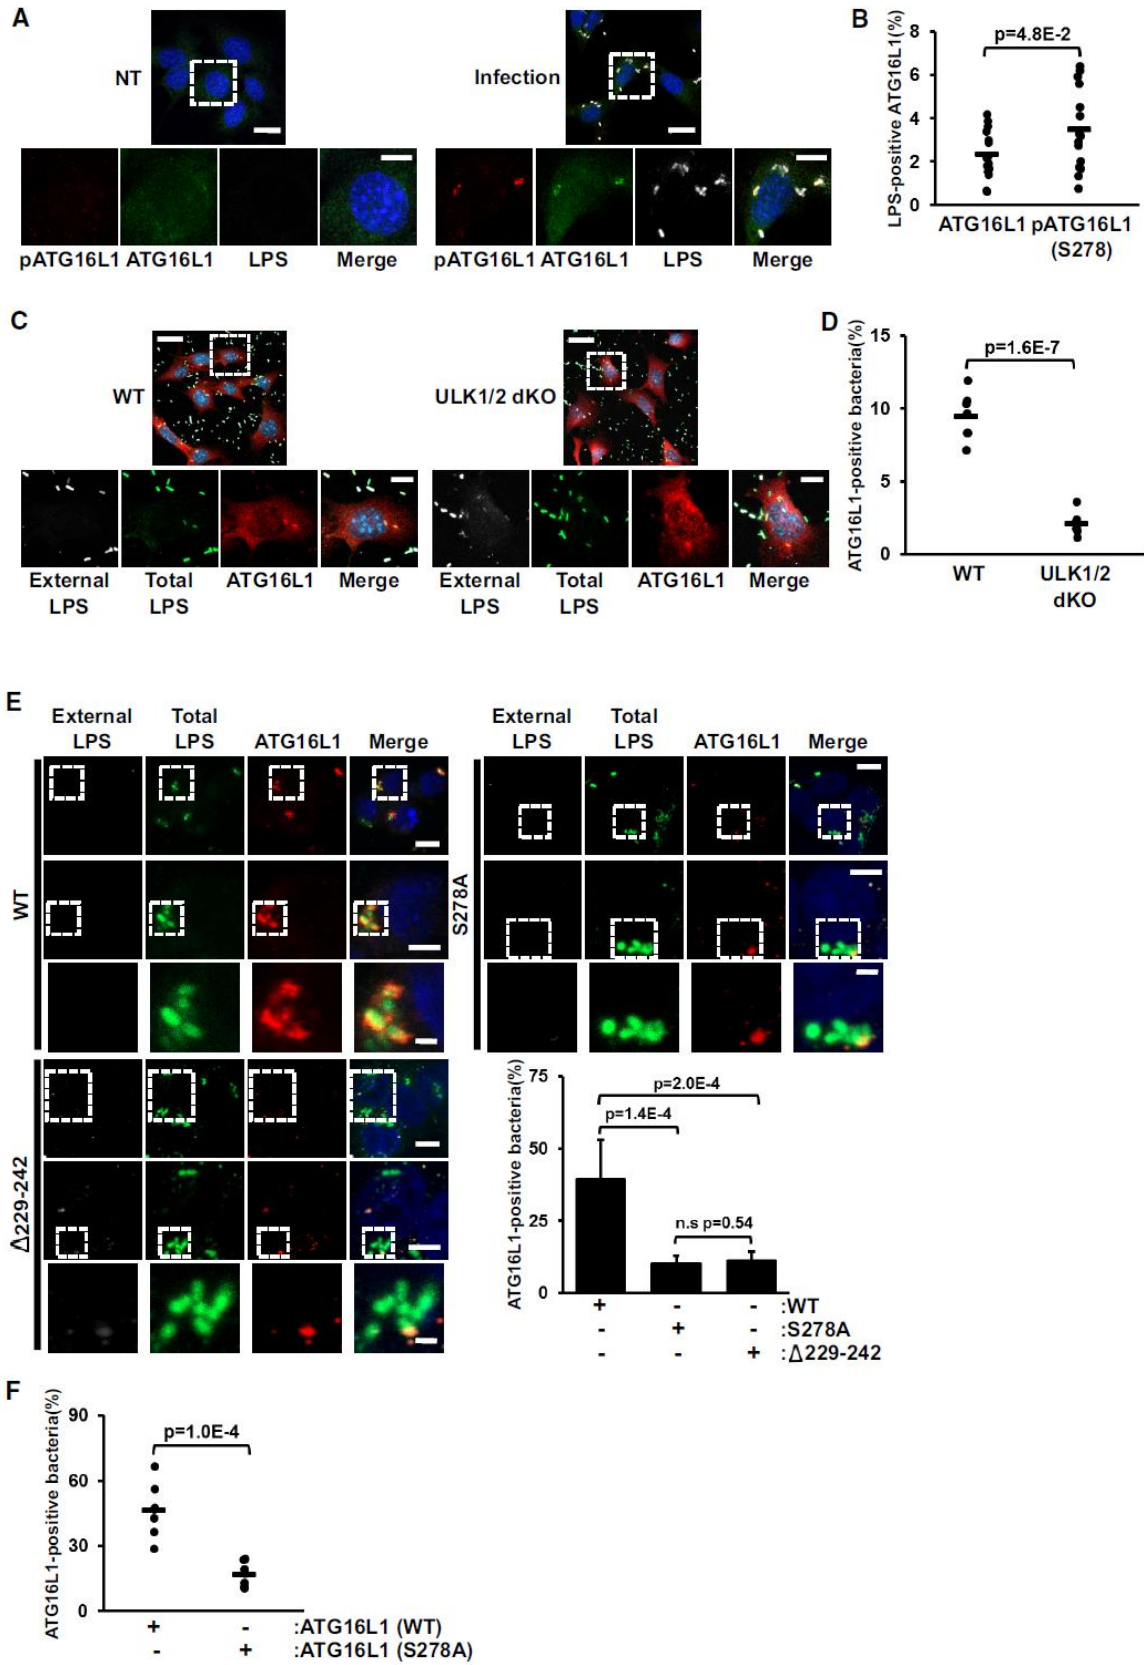 A
NT
Infection
pATG16L1 ATG16L1 LPS Merge
pATG16L1 ATG16L1 LPS Merge
B
LPS-positive ATG16L1(%)
p=4.8E-2
8
6
4
2
0
ATG16L1 pATG16L1
(S278)
C
WT
ULK1/2 dKO
External LPS Total LPS ATG16L1 Merge
External LPS Total LPS ATG16L1 Merge
D
ATG16L1-positive bacteria(%)
p=1.6E-7
15
10
5
0
WT ULK1/2 dKO
E
External LPS Total LPS ATG16L1 Merge
External LPS Total LPS ATG16L1 Merge
WT
S278A
Δ229-242
ATG16L1-positive bacteria(%)
75
50
25
0
p=2.0E-4
p=1.4E-4
n.s p=0.54
+ - - :WT
- + - :S278A
- - + :Δ229-242
F
ATG16L1-positive bacteria(%)
90
60
30
0
p=1.0E-4
+ - :ATG16L1 (WT)
- + :ATG16L1 (S278A)